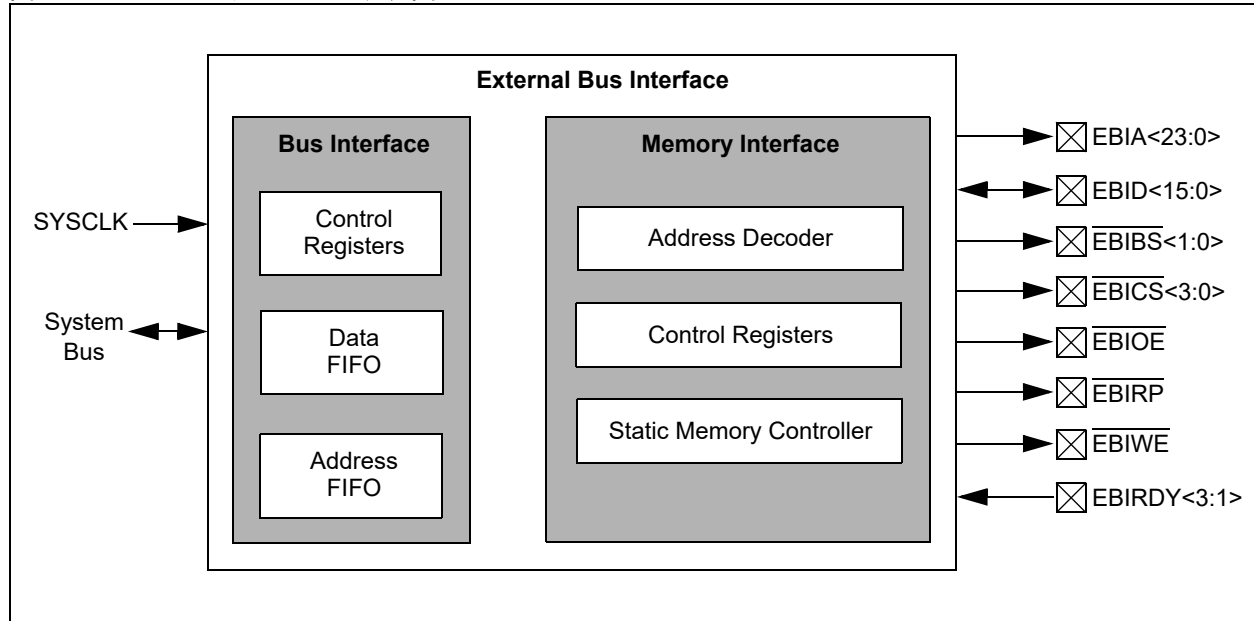 External Bus Interface
Bus Interface
Memory Interface
SYSCLK
System
Bus
Control
Registers
Data
FIFO
Address
FIFO
Address Decoder
Control Registers
Static Memory Controller
EBIA<23:0>
EBID<15:0>
EBIBS<1:0>
EBICS<3:0>
EBIOE
EBIRP
EBIWE
EBIRDY<3:1>